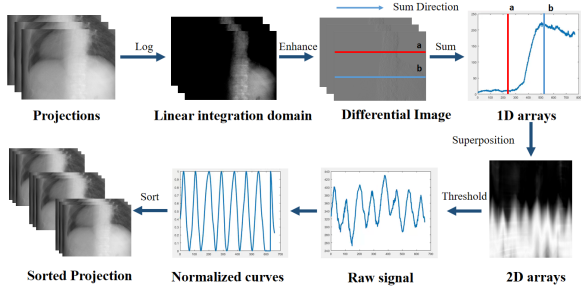 Sum Direction
Log
Enhance
a
b
Sum
a b
Projections
Linear integration domain
Differential Image
1D arrays
Superposition
Sort
Threshold
Sorted Projection
Normalized curves
Raw signal
2D arrays